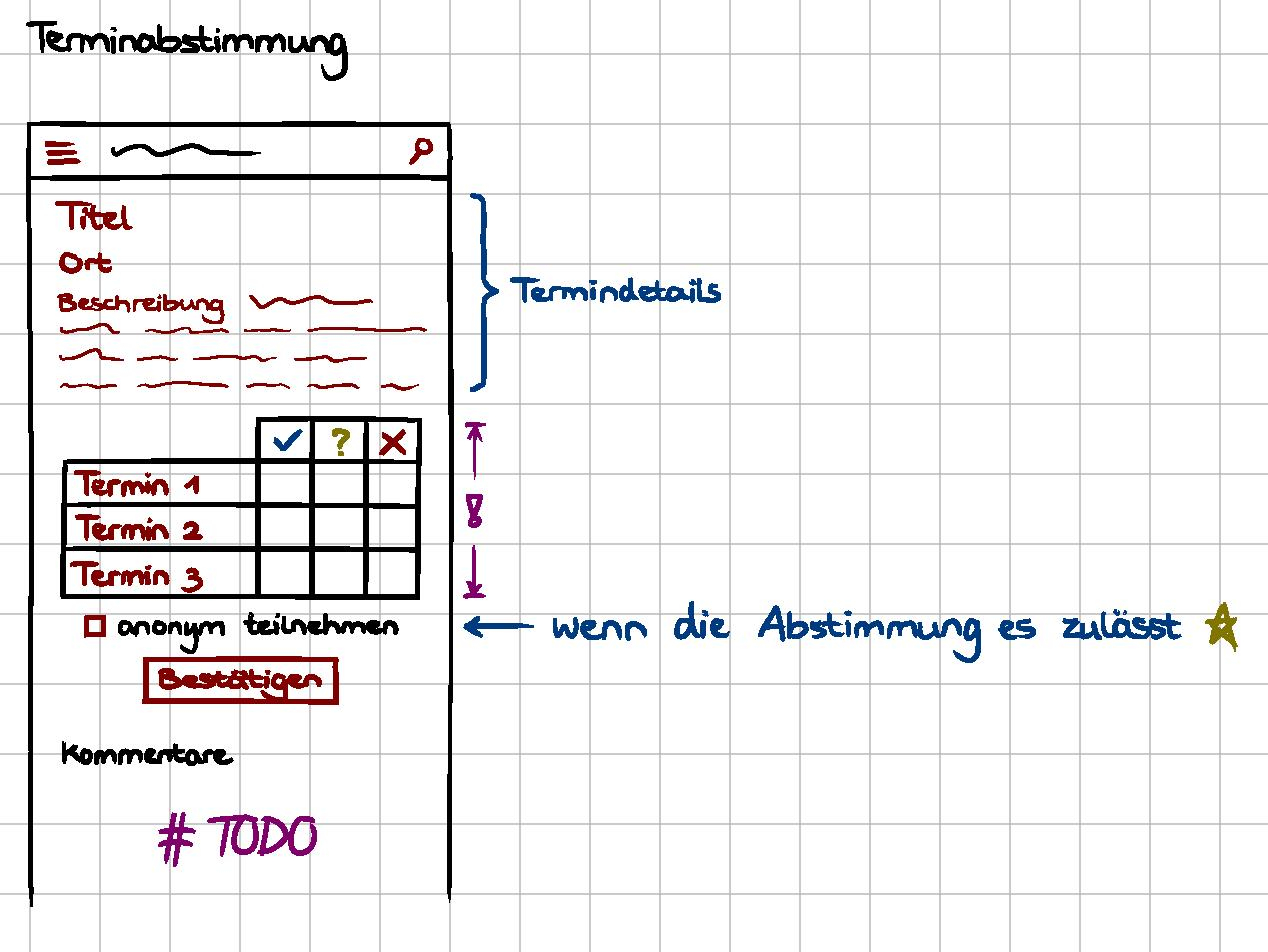 Terminabstimmung
Titel
Ort
Beschreibung
Termindetails
✓ ? ✗
Termin 1
Termin 2
Termin 3
!
anonym teilnehmen
wenn die Abstimmung es zulässt ☆
Bestätigen
Kommentare
# TODO